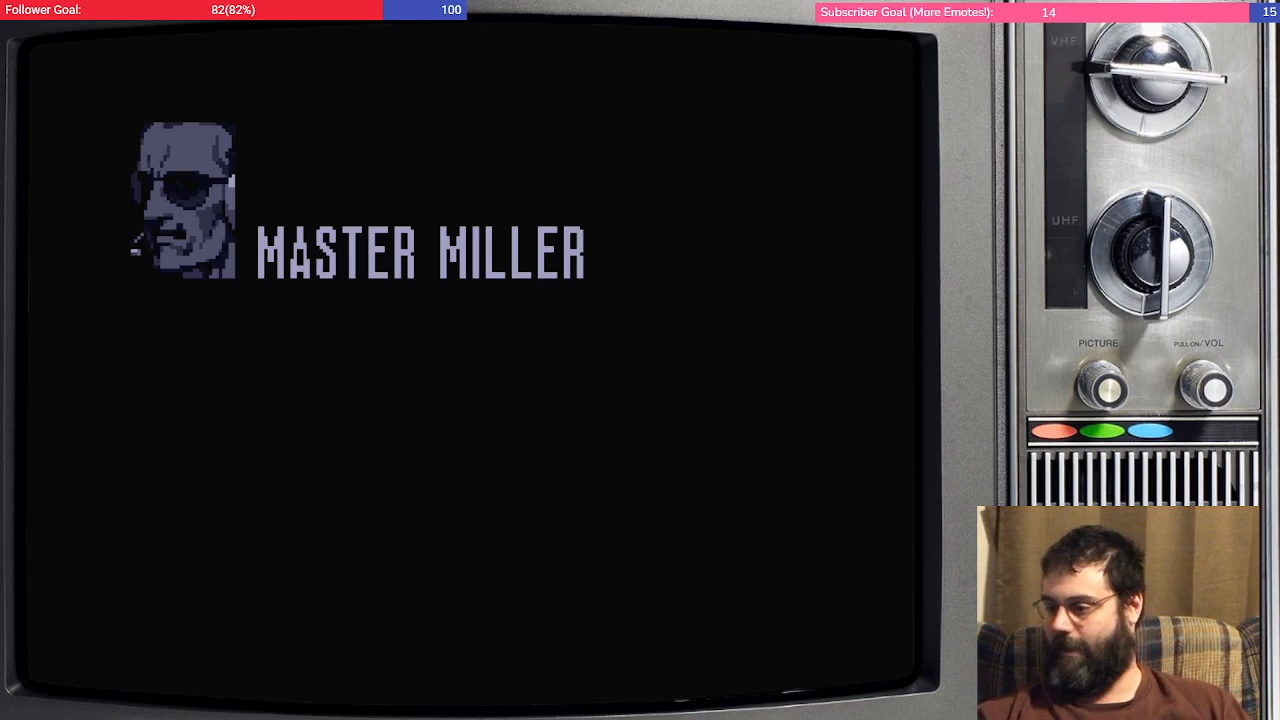 Follower Goal: 82(82%) 100
Subscriber Goal (More Emotes!): 14 15
VHF
MASTER MILLER
UHF
PICTURE PULL ON/VOL